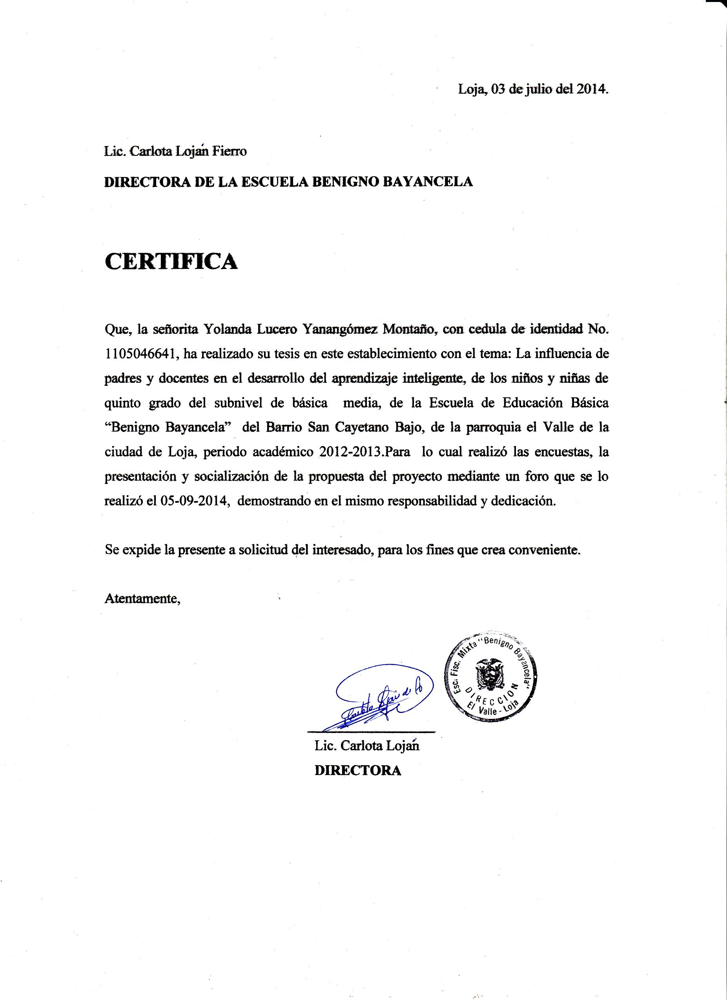 Loja, 03 de julio del 2014.
Lic. Carlota Loján Fierro
DIRECTORA DE LA ESCUELA BENIGNO BAYANCELA
CERTIFICA
Que, la señorita Yolanda Lucero Yanangómez Montaño, con cedula de identidad No.
1105046641, ha realizado su tesis en este establecimiento con el tema: La influencia de
padres y docentes en el desarrollo del aprendizaje inteligente, de los niños y niñas de
quinto grado del subnivel de básica media, de la Escuela de Educación Básica
“Benigno Bayancela” del Barrio San Cayetano Bajo, de la parroquia el Valle de la
ciudad de Loja, periodo académico 2012-2013.Para lo cual realizó las encuestas, la
presentación y socialización de la propuesta del proyecto mediante un foro que se lo
realizó el 05-09-2014, demostrando en el mismo responsabilidad y dedicación.
Se expide la presente a solicitud del interesado, para los fines que crea conveniente.
Atentamente,
Esc. Fisc. Mixta "Benigno Bayancela"
DIRECCION
El Valle - Loja
Lic. Carlota Loján
DIRECTORA